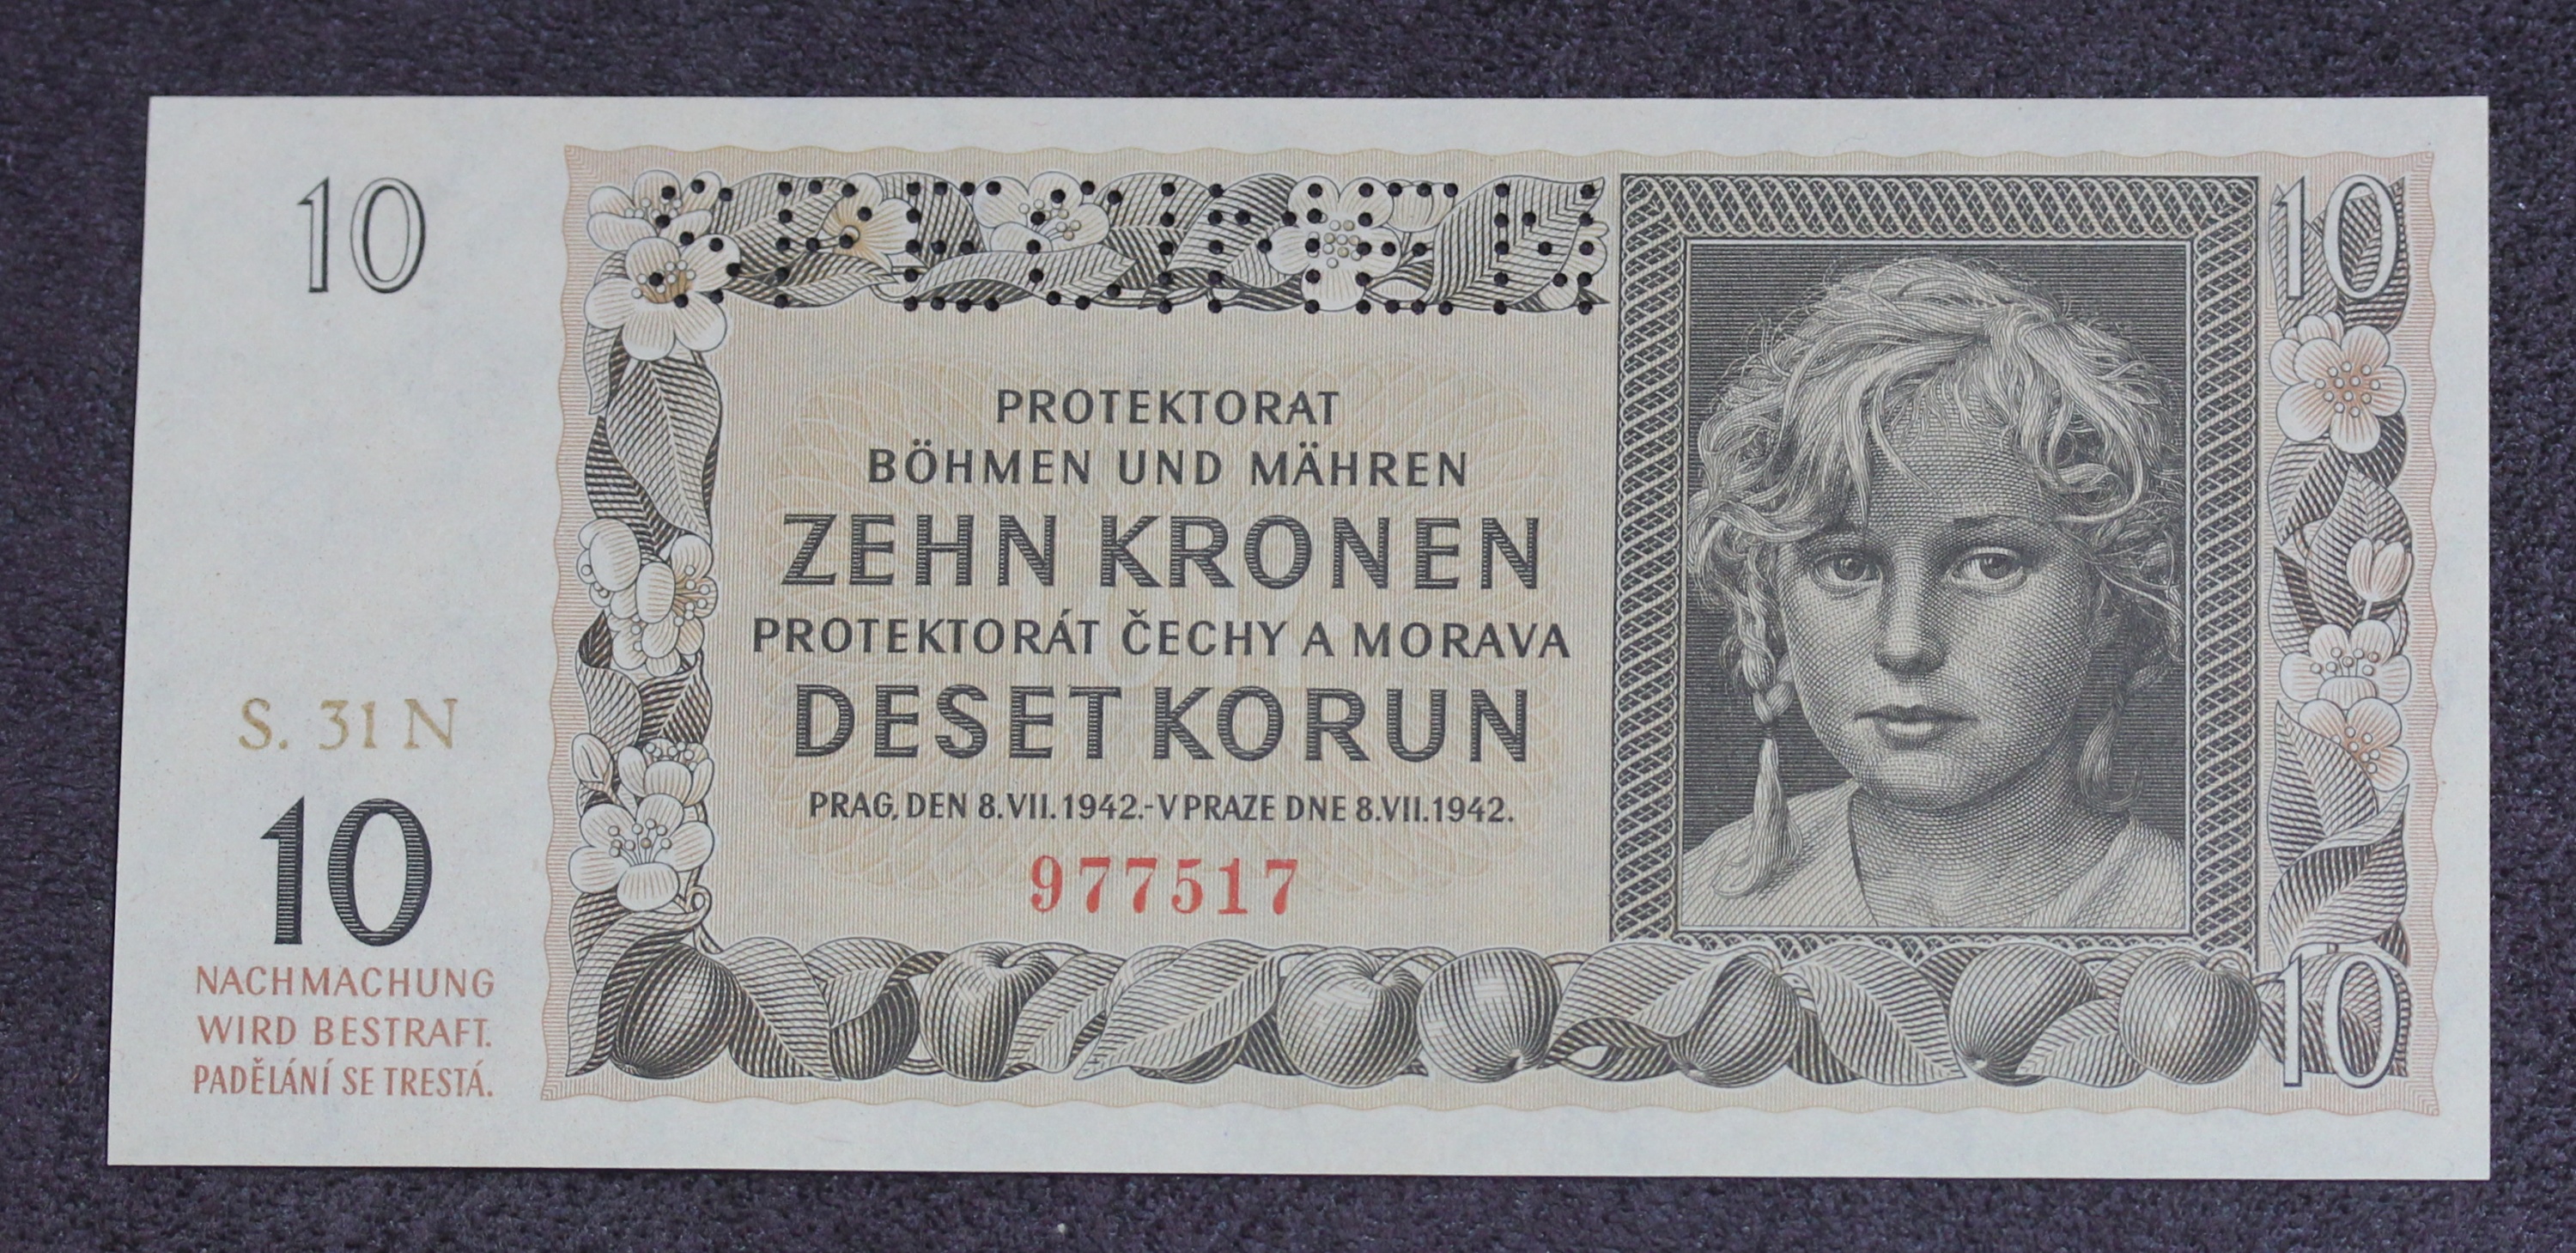 10
SPECIMEN
10
PROTEKTORAT
BÖHMEN UND MÄHREN
ZEHN KRONEN
PROTEKTORÁT ČECHY A MORAVA
DESET KORUN
PRAG, DEN 8. VII. 1942.-V PRAZE DNE 8. VII. 1942.
977517
S. 31 N
10
NACHMACHUNG
WIRD BESTRAFT.
PADĚLÁNÍ SE TRESTÁ.
10